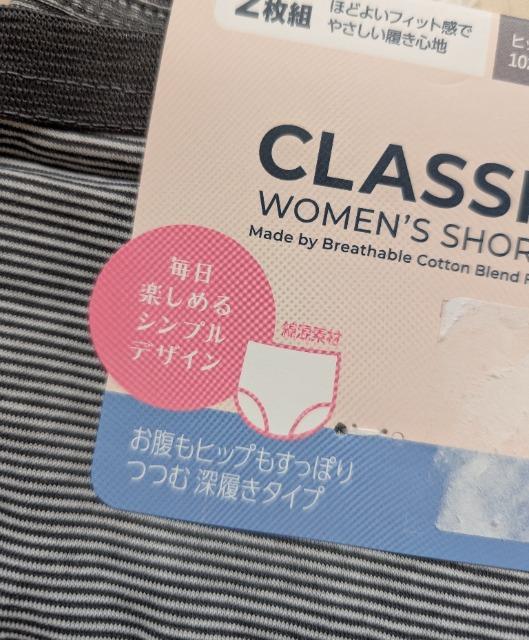 2枚組
ほどよいフィット感で
やさしい履き心地
CLASSI
WOMEN'S SHOR
Made by Breathable Cotton Blend
毎日
楽しめる
シンプル
デザイン
綿混素材
お腹もヒップもすっぽり
つつむ 深履きタイプ